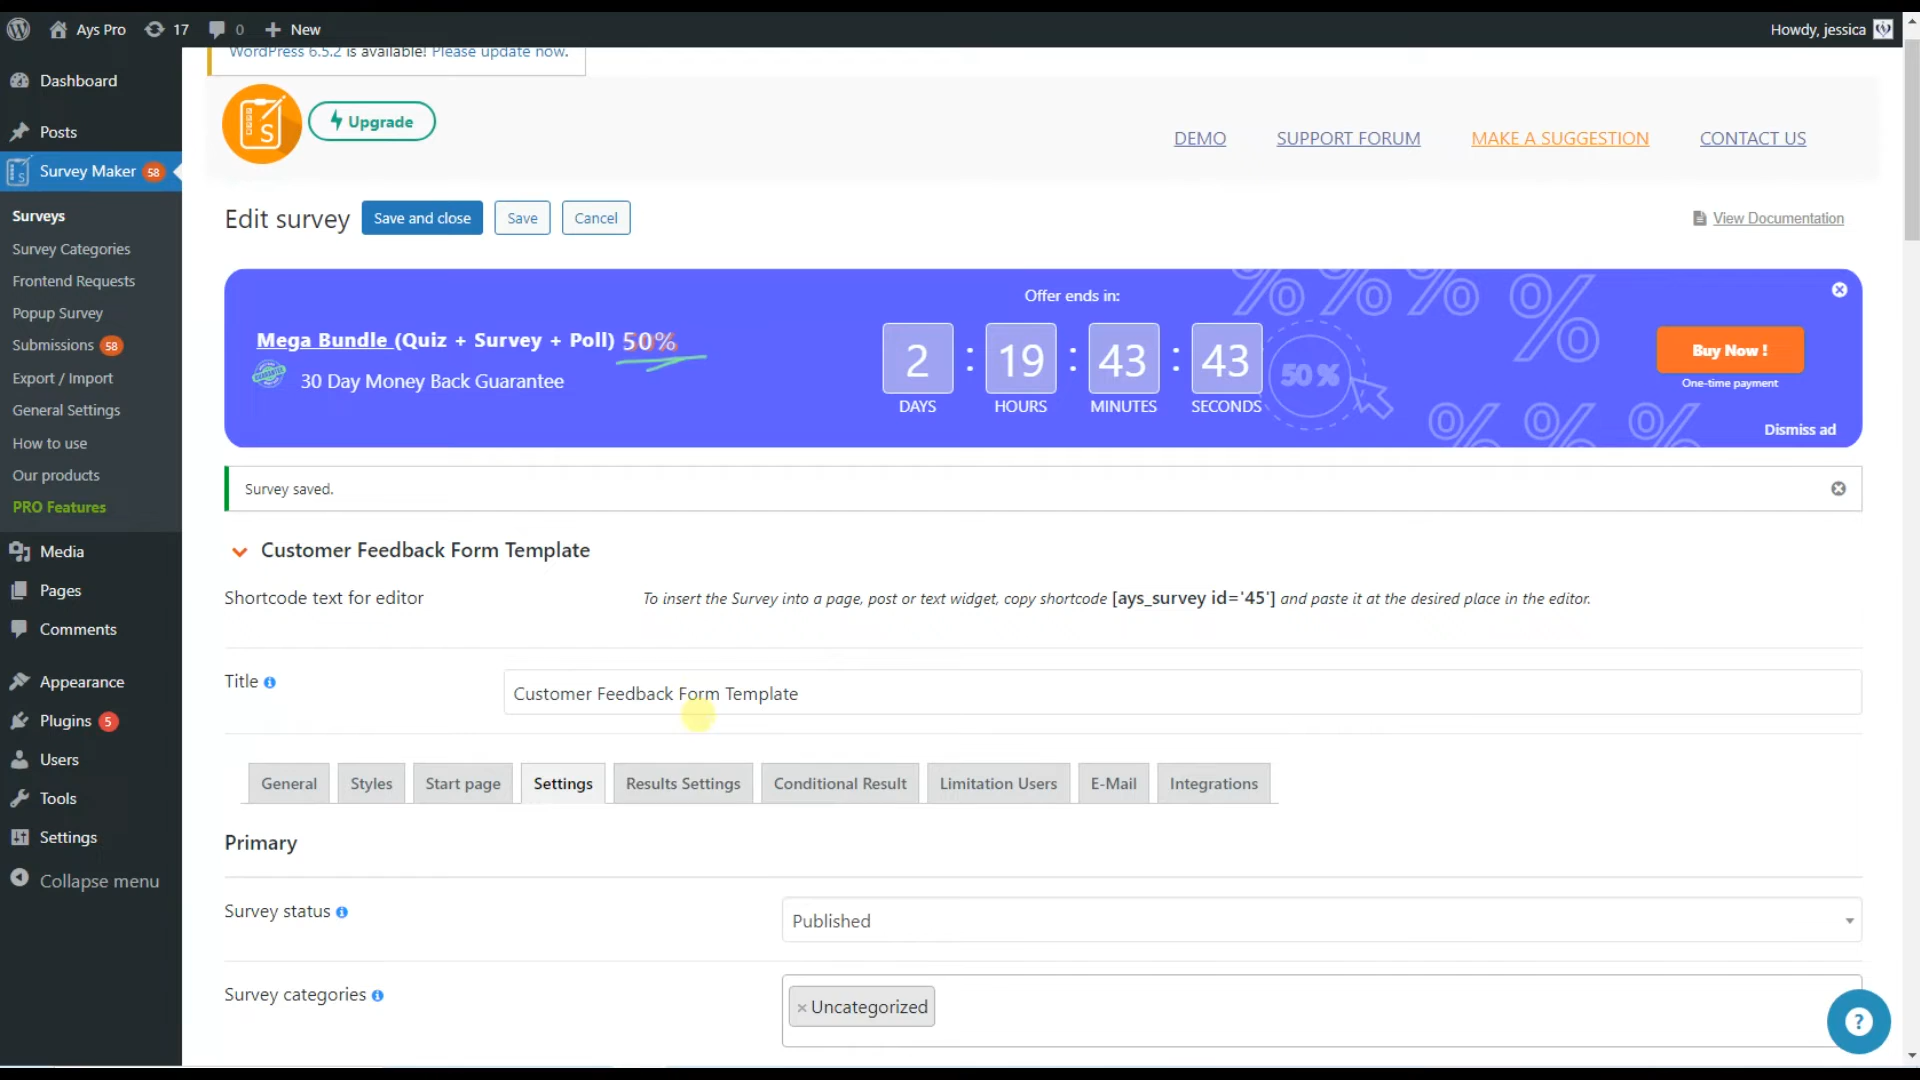 Ays Pro
17
0
New
Howdy, jessica
WordPress 6.5.2 is available! Please update now.
Dashboard
Posts
Survey Maker 58
Surveys
Survey Categories
Frontend Requests
Popup Survey
Submissions 58
Export / Import
General Settings
How to use
Our products
PRO Features
Media
Pages
Comments
Appearance
Plugins 5
Users
Tools
Settings
Collapse menu
S
Upgrade
DEMO
SUPPORT FORUM
MAKE A SUGGESTION
CONTACT US
Edit survey
Save and close
Save
Cancel
View Documentation
Mega Bundle (Quiz + Survey + Poll) 50%
30 Day Money Back Guarantee
Offer ends in:
2 : 19 : 43 : 43
DAYS HOURS MINUTES SECONDS
50%
Buy Now !
One-time payment
Dismiss ad
Survey saved.
Customer Feedback Form Template
Shortcode text for editor
To insert the Survey into a page, post or text widget, copy shortcode [ays_survey id='45'] and paste it at the desired place in the editor.
Title
Customer Feedback Form Template
General
Styles
Start page
Settings
Results Settings
Conditional Result
Limitation Users
E-Mail
Integrations
Primary
Survey status
Published
Survey categories
× Uncategorized
?